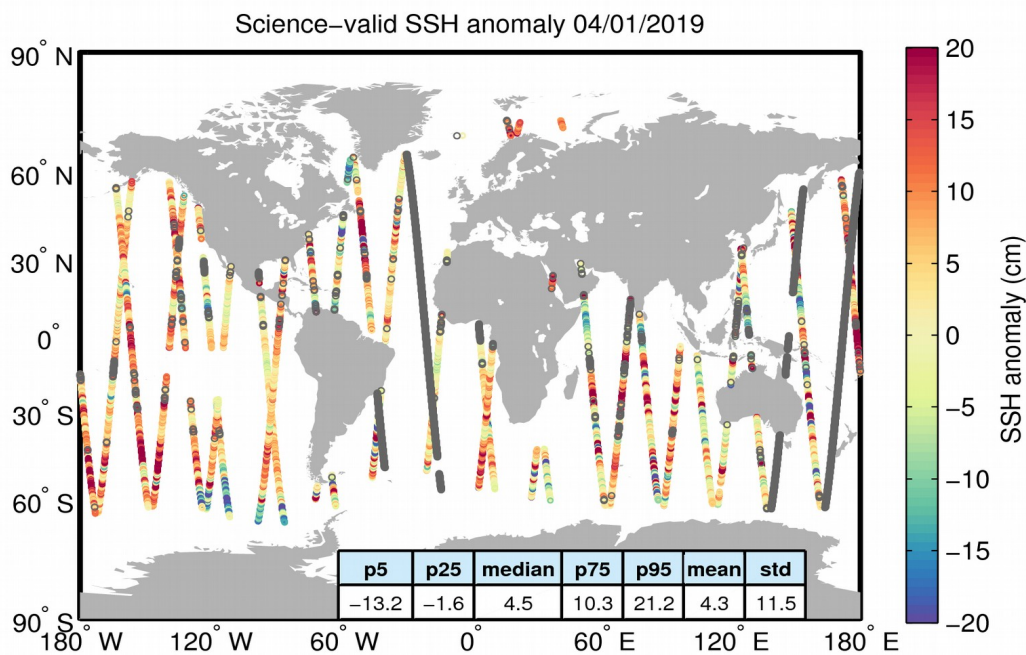 Science−valid SSH anomaly 04/01/2019
90° N
60° N
30° N
0°
30° S
60° S
90° S
180° W
120° W
60° W
0°
60° E
120° E
180° E
p5 p25 median p75 p95 mean std
−13.2 −1.6 4.5 10.3 21.2 4.3 11.5
20
15
10
5
0
−5
−10
−15
−20
SSH anomaly (cm)